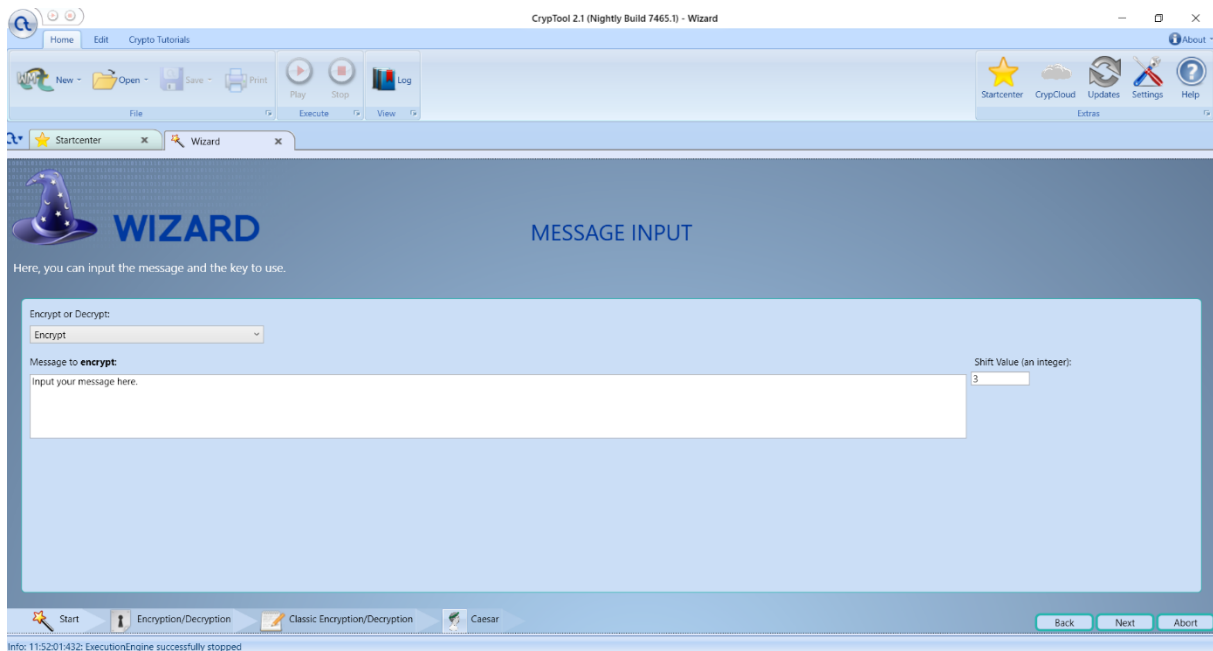 CrypTool 2.1 (Nightly Build 7465.1) - Wizard
Home Edit Crypto Tutorials About
New Open Save Print Play Stop Log Startcenter CrypCloud Updates Settings Help
File Execute View Extras
Startcenter Wizard
WIZARD
MESSAGE INPUT
Here, you can input the message and the key to use.
Encrypt or Decrypt:
Encrypt
Message to encrypt: Shift Value (an integer):
Input your message here. 3
Start Encryption/Decryption Classic Encryption/Decryption Caesar Back Next Abort
Info: 11:52:01:432: ExecutionEngine successfully stopped